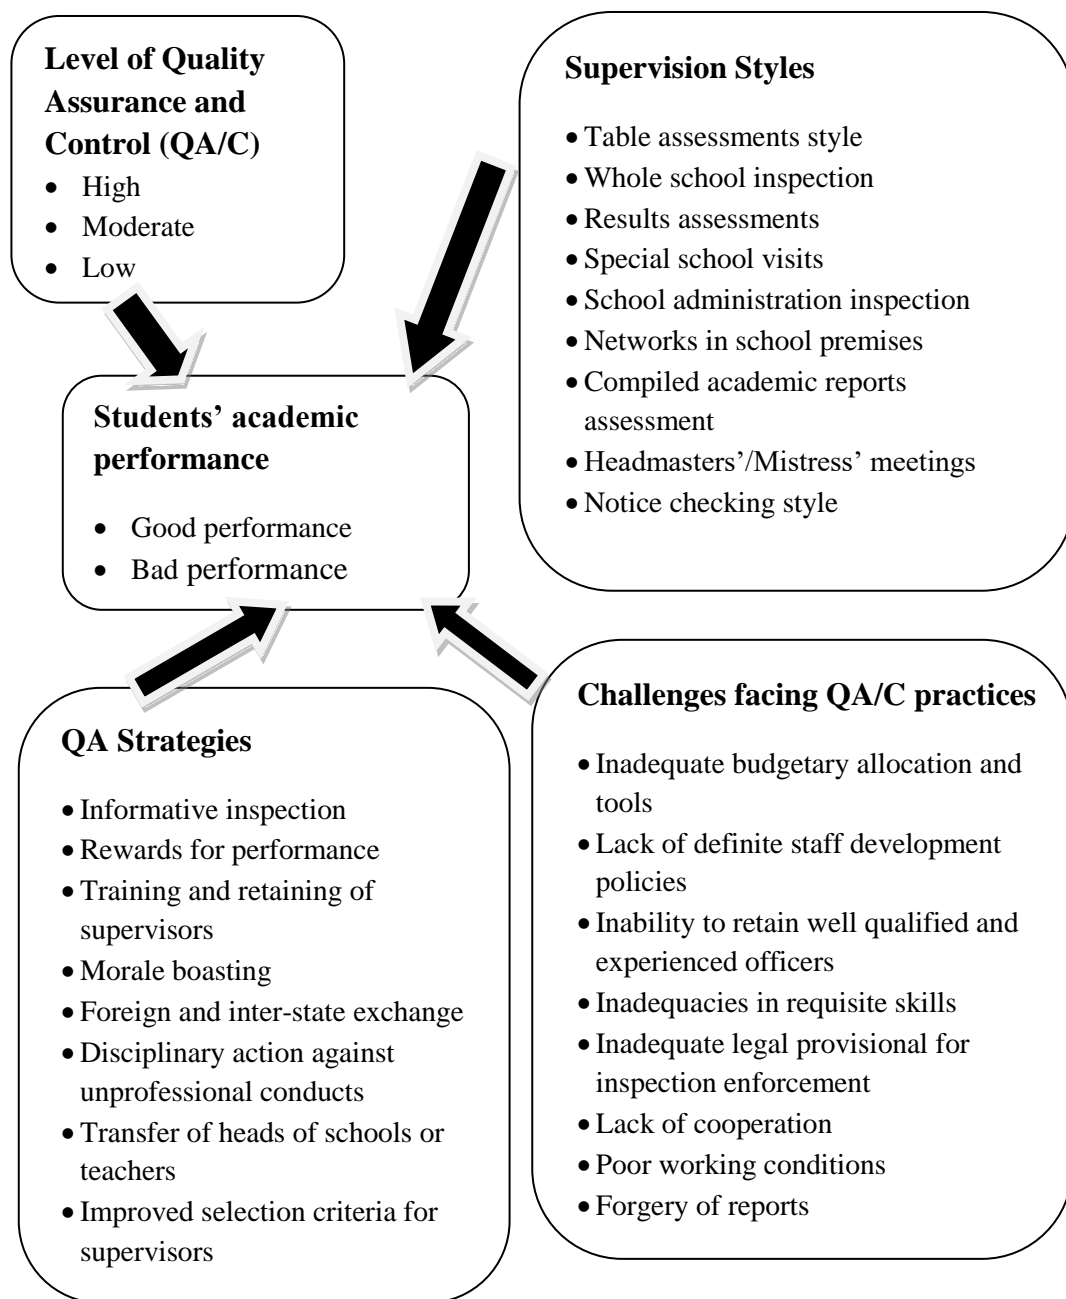 Level of Quality
Assurance and
Control (QA/C)
• High
• Moderate
• Low
Supervision Styles
• Table assessments style
• Whole school inspection
• Results assessments
• Special school visits
• School administration inspection
• Networks in school premises
• Compiled academic reports
assessment
• Headmasters’/Mistress’ meetings
• Notice checking style
Students’ academic
performance
• Good performance
• Bad performance
QA Strategies
• Informative inspection
• Rewards for performance
• Training and retaining of
supervisors
• Morale boasting
• Foreign and inter-state exchange
• Disciplinary action against
unprofessional conducts
• Transfer of heads of schools or
teachers
• Improved selection criteria for
supervisors
Challenges facing QA/C practices
• Inadequate budgetary allocation and
tools
• Lack of definite staff development
policies
• Inability to retain well qualified and
experienced officers
• Inadequacies in requisite skills
• Inadequate legal provisional for
inspection enforcement
• Lack of cooperation
• Poor working conditions
• Forgery of reports